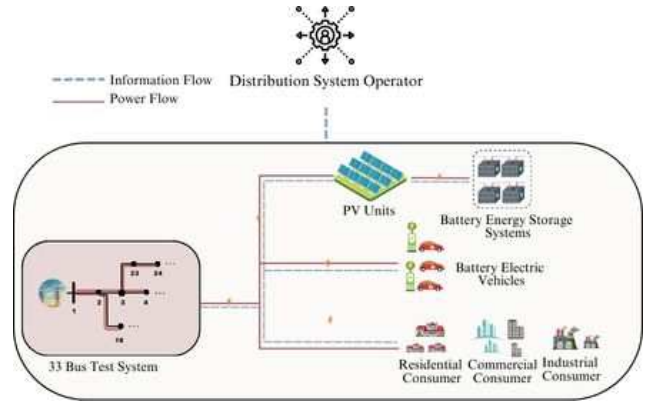 Information Flow
Power Flow
Distribution System Operator
PV Units
Battery Energy Storage
Systems
Battery Electric
Vehicles
23 24 ...
1 2 3 4 ...
18 ...
33 Bus Test System
Residential
Consumer
Commercial
Consumer
Industrial
Consumer